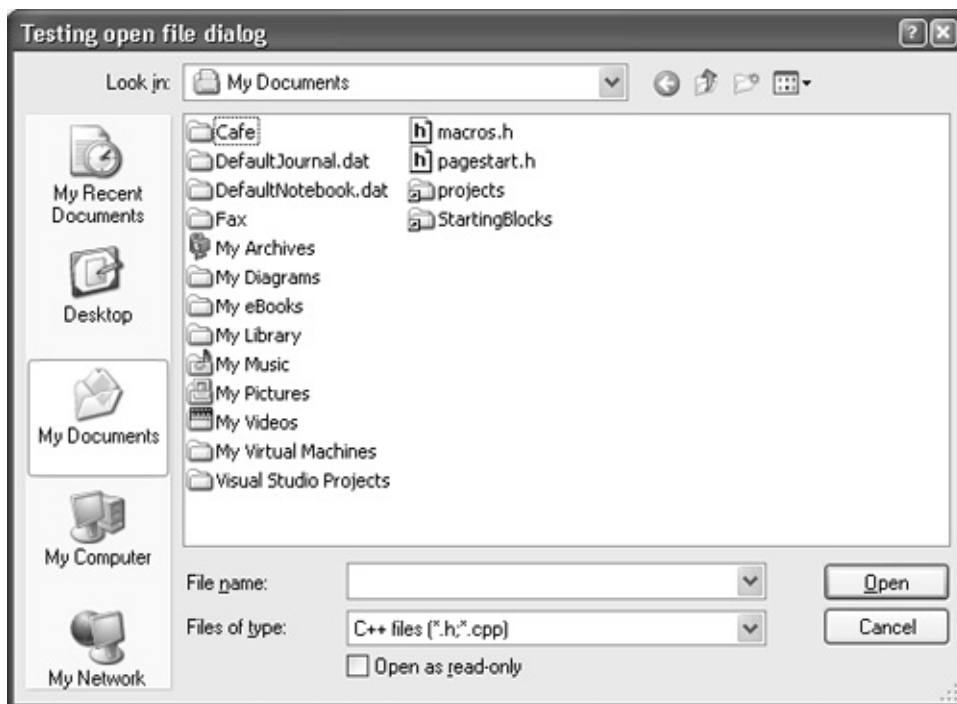 Testing open file dialog
Look in:
My Documents
My Recent
Documents
Desktop
My Documents
My Computer
My Network
Cafe
DefaultJournal.dat
DefaultNotebook.dat
Fax
My Archives
My Diagrams
My eBooks
My Library
My Music
My Pictures
My Videos
My Virtual Machines
Visual Studio Projects
macros.h
pagestart.h
projects
StartingBlocks
File name:
Open
Files of type:
C++ files (*.h;*.cpp)
Cancel
Open as read-only